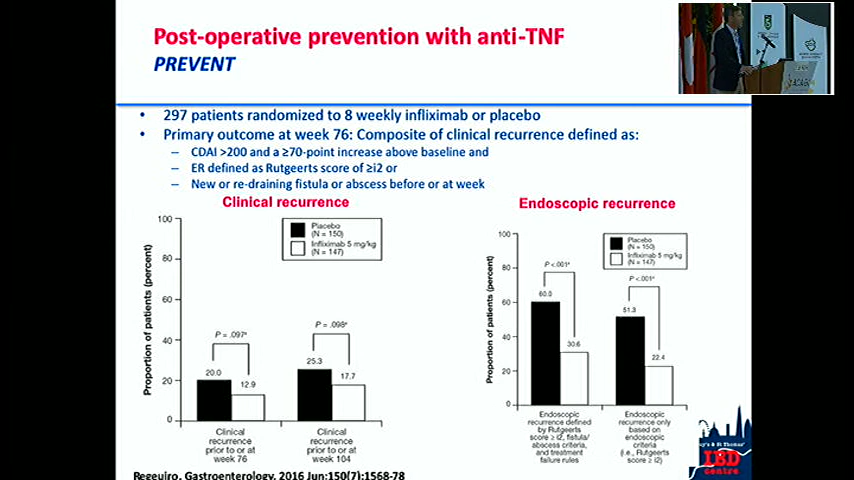 Post-operative prevention with anti-TNF
PREVENT
• 297 patients randomized to 8 weekly infliximab or placebo
• Primary outcome at week 76: Composite of clinical recurrence defined as:
– CDAI >200 and a ≥70-point increase above baseline and
– ER defined as Rutgeerts score of ≥i2 or
– New or re-draining fistula or abscess before or at week
Clinical recurrence
Proportion of patients (percent)
100
80
60
40
20
0
Placebo
(N = 150)
Infliximab 5 mg/kg
(N = 147)
P = .097ª
20.0
12.9
P = .098ª
25.3
17.7
Clinical
recurrence
prior to or at
week 76
Clinical
recurrence
prior to or at
week 104
Endoscopic recurrence
Proportion of patients (percent)
100
80
60
40
20
0
Placebo
(N = 150)
Infliximab 5 mg/kg
(N = 147)
P <.001ª
60.0
30.6
P <.001ª
51.3
22.4
Endoscopic
recurrence defined
by Rutgeerts
score ≥ i2, fistula/
abscess criteria,
and treatment
failure rules
Endoscopic
recurrence only
based on
endoscopic
criteria
(i.e., Rutgeerts
score ≥ i2)
Regueiro. Gastroenterology. 2016 Jun;150(7):1568-78
y's & St Thomas'
IBD
centre